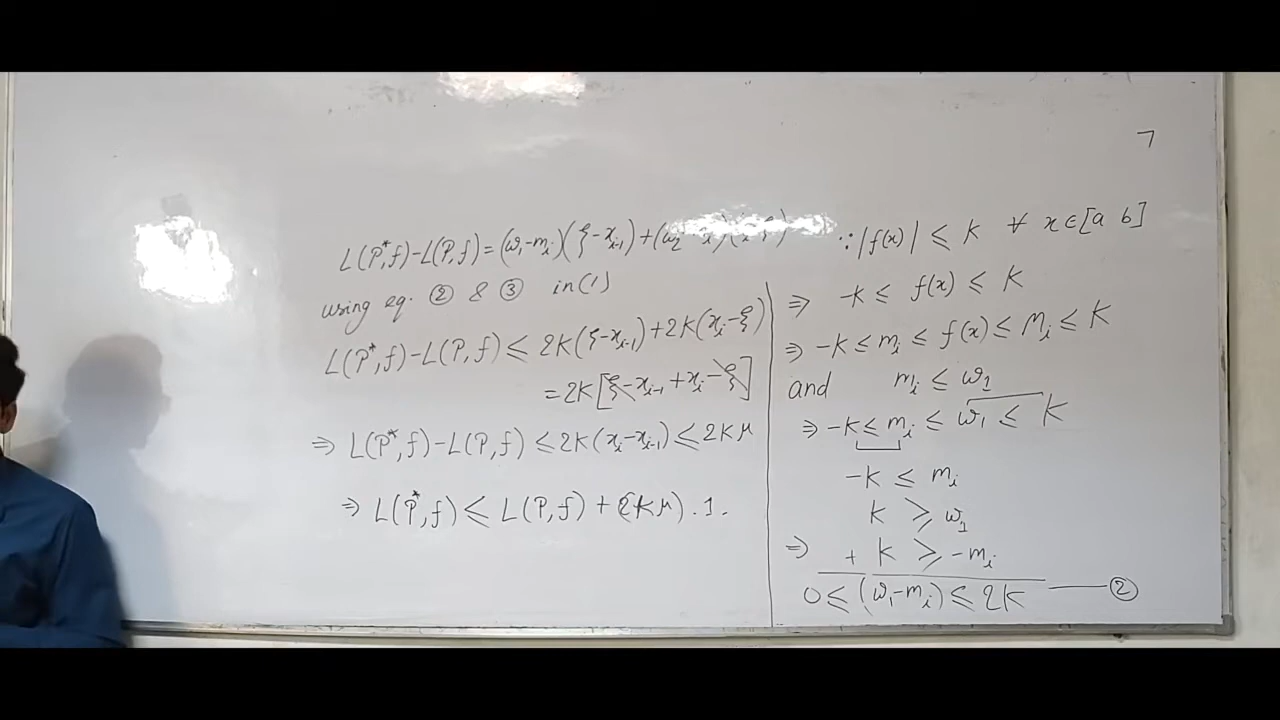 7
L(P*,f)-L(P,f)=(ω₁-mᵢ)(ξ-xᵢ₋₁)+(ω₂
using eq. ② & ③ in(1)
L(P*,f)-L(P,f)≤2K(ξ-xᵢ₋₁)+2K(xᵢ-ξ)
=2K[ξ-xᵢ₋₁+xᵢ-ξ]
⇒ L(P*,f)-L(P,f)≤2K(xᵢ-xᵢ₋₁)≤2Kμ
⇒ L(P*,f)≤L(P,f)+(2Kμ).1.
∵|f(x)|≤K ∀ x∈[a b]
⇒ -K≤f(x)≤K
⇒ -K≤mᵢ≤f(x)≤Mᵢ≤K
and mᵢ≤ω₁
⇒ -K≤mᵢ≤ω₁≤K
-K≤mᵢ
K≥ω₁
⇒ +K≥-mᵢ
0≤(ω₁-mᵢ)≤2K — ②